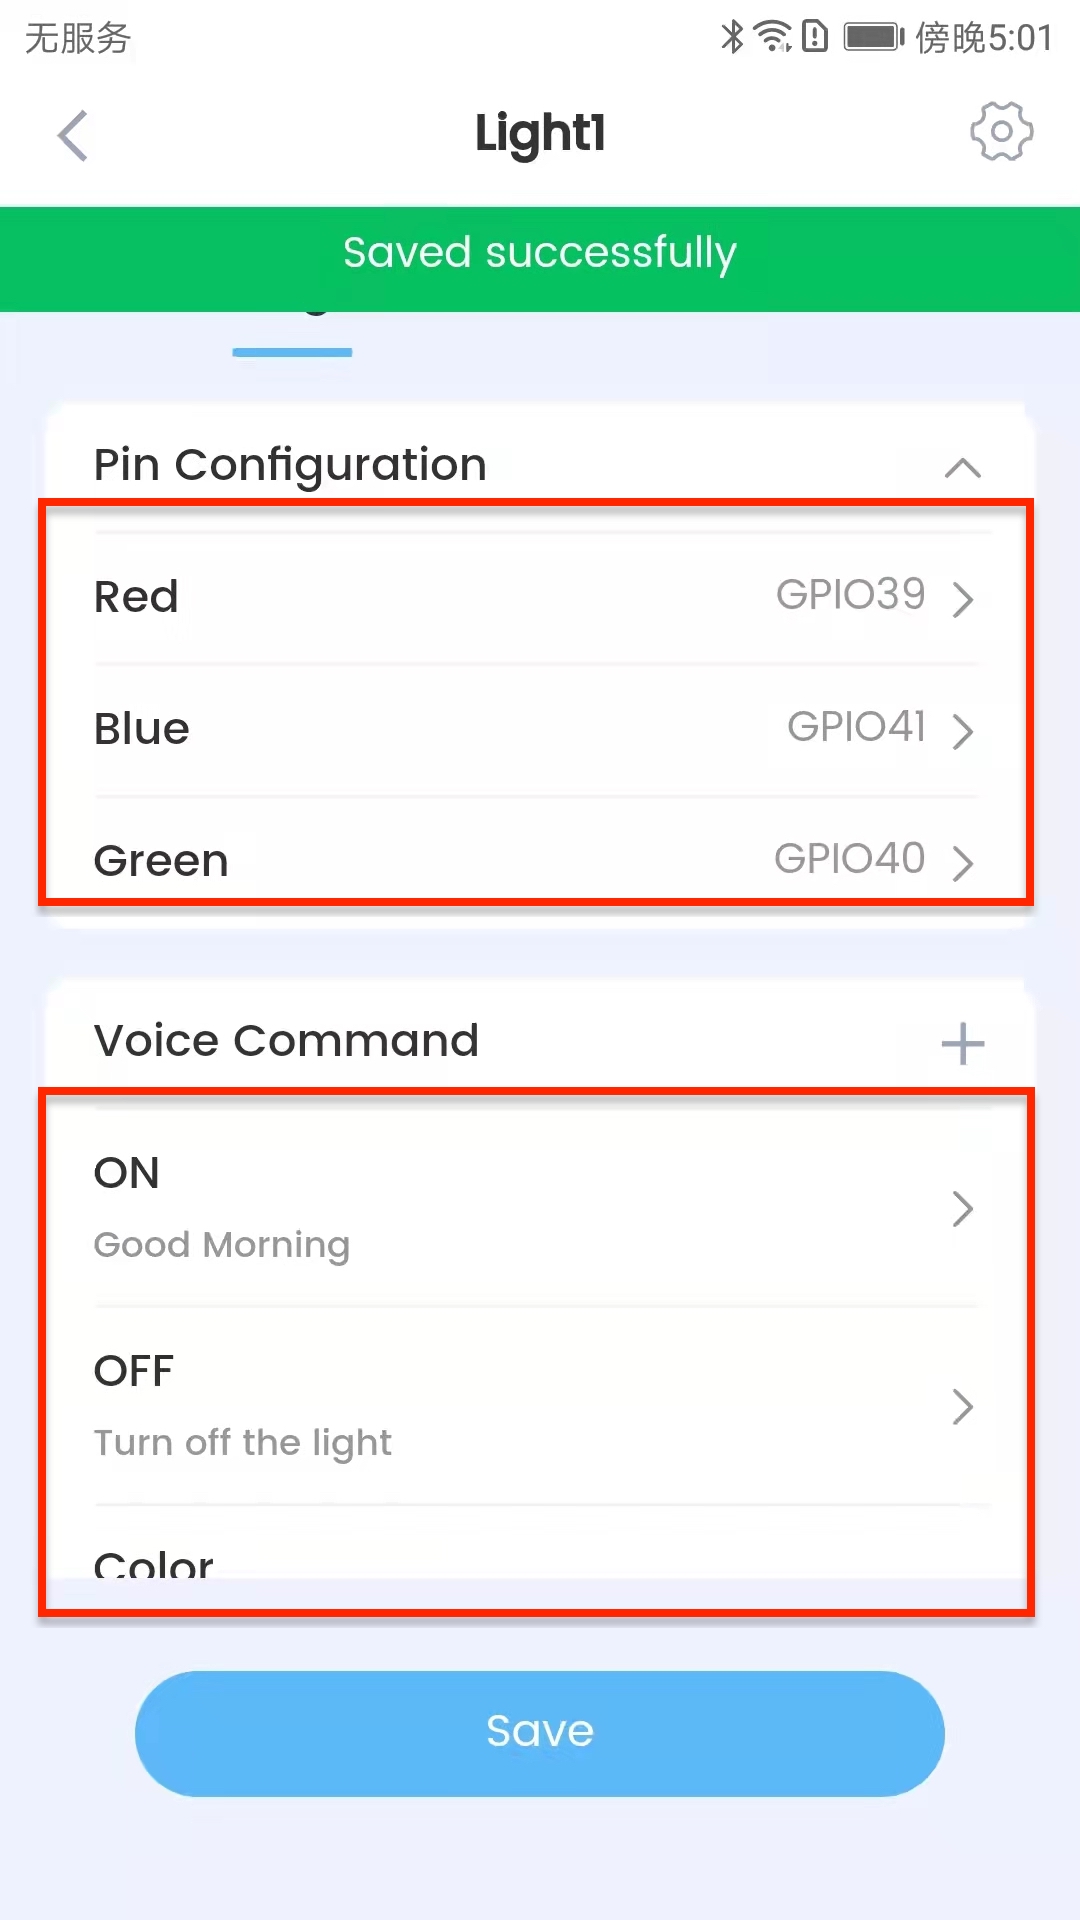 无服务
傍晚5:01
Light1
Saved successfully
Pin Configuration
Red
GPIO39
Blue
GPIO41
Green
GPIO40
Voice Command
ON
Good Morning
OFF
Turn off the light
Color
Save